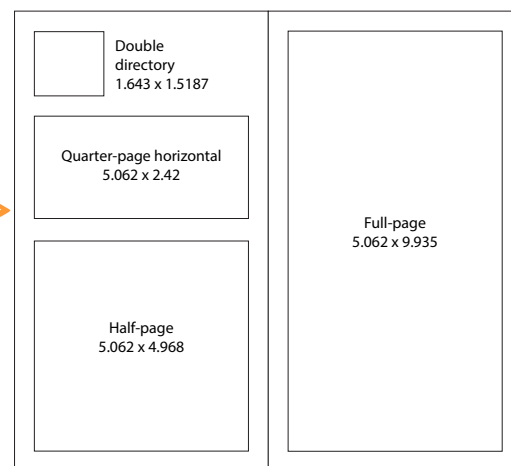 Double
directory
1.643 x 1.5187
Quarter-page horizontal
5.062 x 2.42
Half-page
5.062 x 4.968
Full-page
5.062 x 9.935